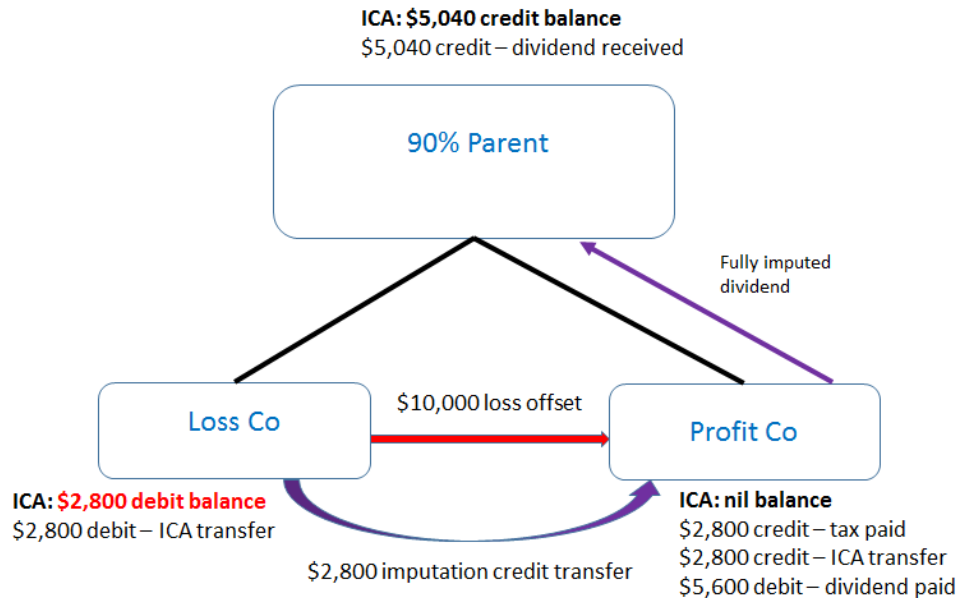 ICA: $5,040 credit balance
$5,040 credit – dividend received
90% Parent
Fully imputed
dividend
Loss Co
$10,000 loss offset
Profit Co
ICA: $2,800 debit balance
$2,800 debit – ICA transfer
$2,800 imputation credit transfer
ICA: nil balance
$2,800 credit – tax paid
$2,800 credit – ICA transfer
$5,600 debit – dividend paid